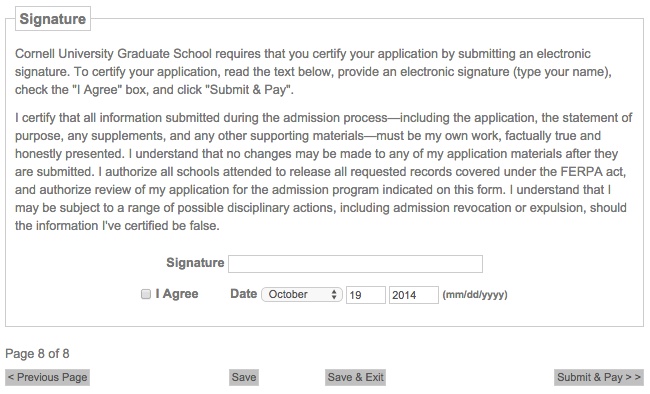 Signature
Cornell University Graduate School requires that you certify your application by submitting an electronic
signature. To certify your application, read the text below, provide an electronic signature (type your name),
check the "I Agree" box, and click "Submit & Pay".
I certify that all information submitted during the admission process—including the application, the statement of
purpose, any supplements, and any other supporting materials—must be my own work, factually true and
honestly presented. I understand that no changes may be made to any of my application materials after they
are submitted. I authorize all schools attended to release all requested records covered under the FERPA act,
and authorize review of my application for the admission program indicated on this form. I understand that I
may be subject to a range of possible disciplinary actions, including admission revocation or expulsion, should
the information I've certified be false.
Signature
I Agree Date October 19 2014 (mm/dd/yyyy)
Page 8 of 8
< Previous Page Save Save & Exit Submit & Pay > >